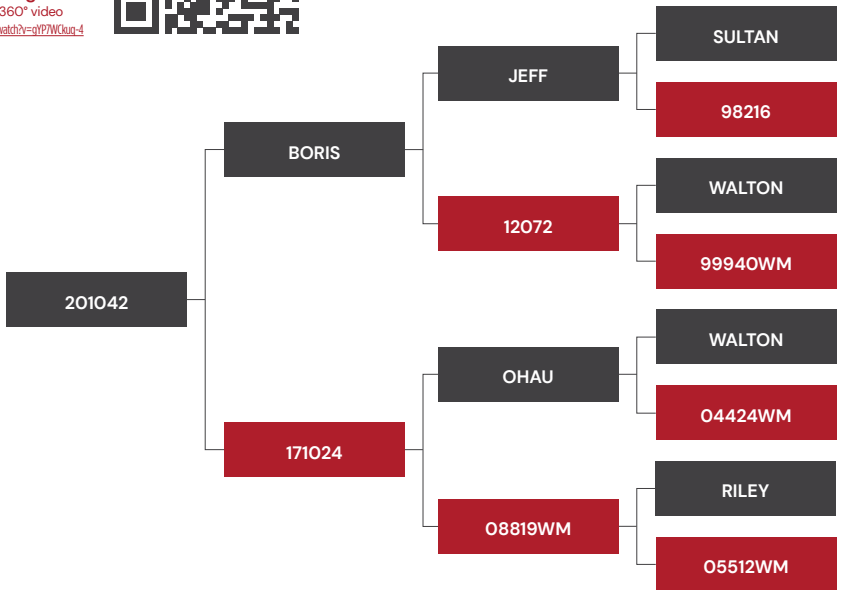 360° video
watch?v=gYP7WCkug-4
SULTAN
JEFF
98216
BORIS
WALTON
12072
99940WM
201042
WALTON
OHAU
04424WM
171024
RILEY
08819WM
05512WM